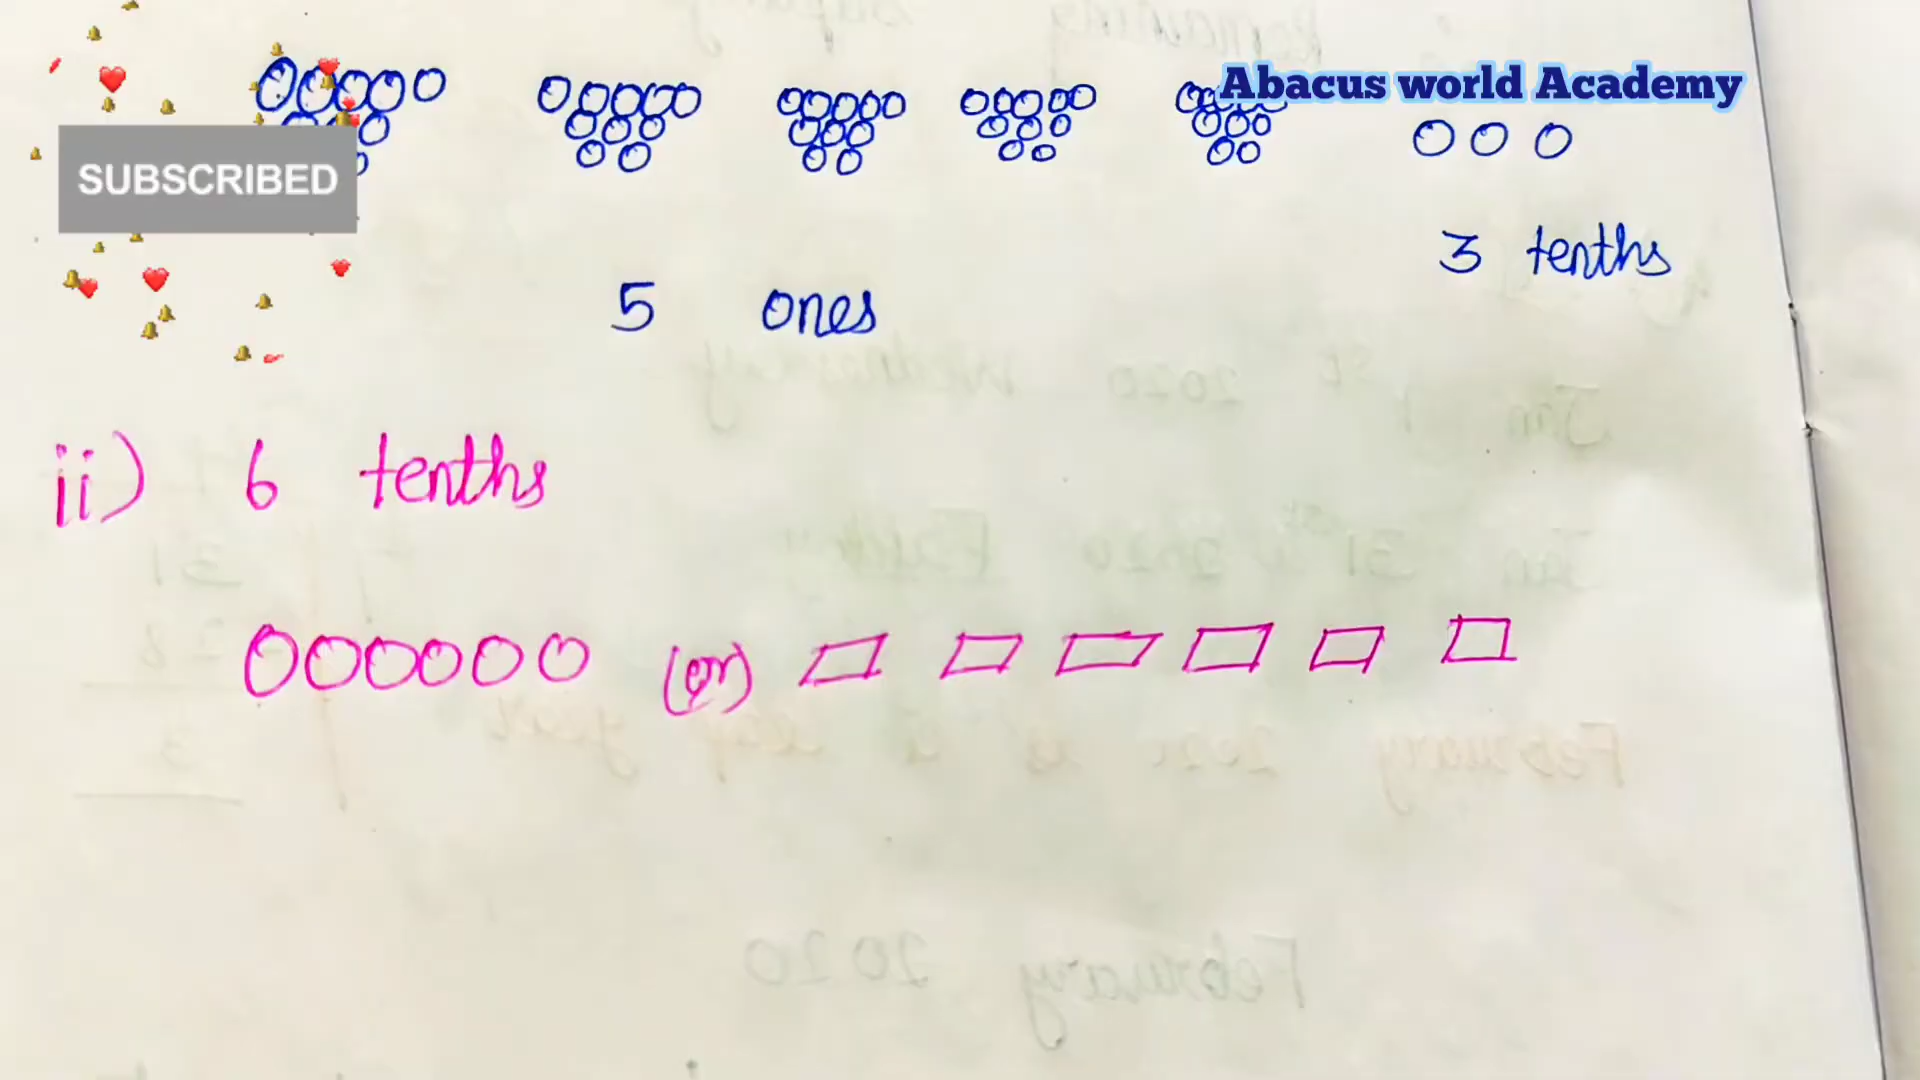 Abacus world Academy
SUBSCRIBED
3 tenths
5 ones
ii) 6 tenths
(or)